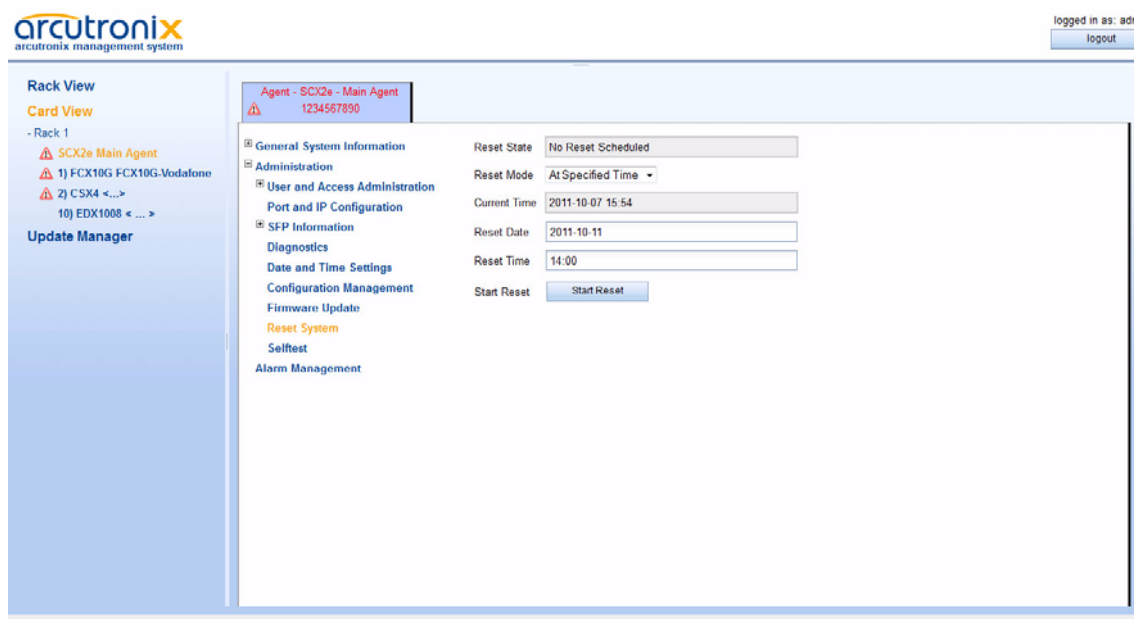 arcutronix
arcutronix management system
logged in as:
logout
Rack View
Card View
- Rack 1
SCX2e Main Agent
1) FCX10G FCX10G-Vodafone
2) CSX4 <...>
10) EDX1008 < ... >
Update Manager
Agent - SCX2e - Main Agent
1234567890
General System Information
Administration
User and Access Administration
Port and IP Configuration
SFP Information
Diagnostics
Date and Time Settings
Configuration Management
Firmware Update
Reset System
Selftest
Alarm Management
Reset State No Reset Scheduled
Reset Mode At Specified Time
Current Time 2011-10-07 15:54
Reset Date 2011-10-11
Reset Time 14:00
Start Reset Start Reset